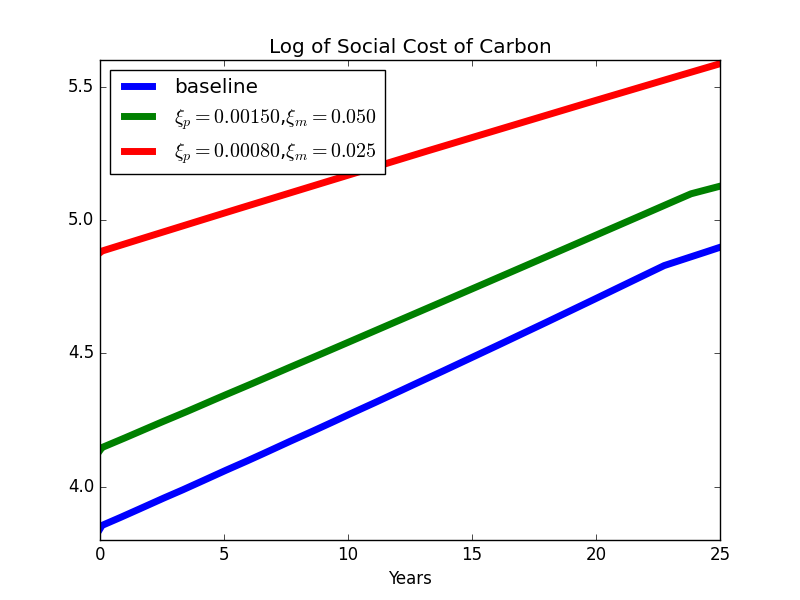 Log of Social Cost of Carbon
baseline
ξp = 0.00150,ξm = 0.050
ξp = 0.00080,ξm = 0.025
5.5
5.0
4.5
4.0
0 5 10 15 20 25
Years